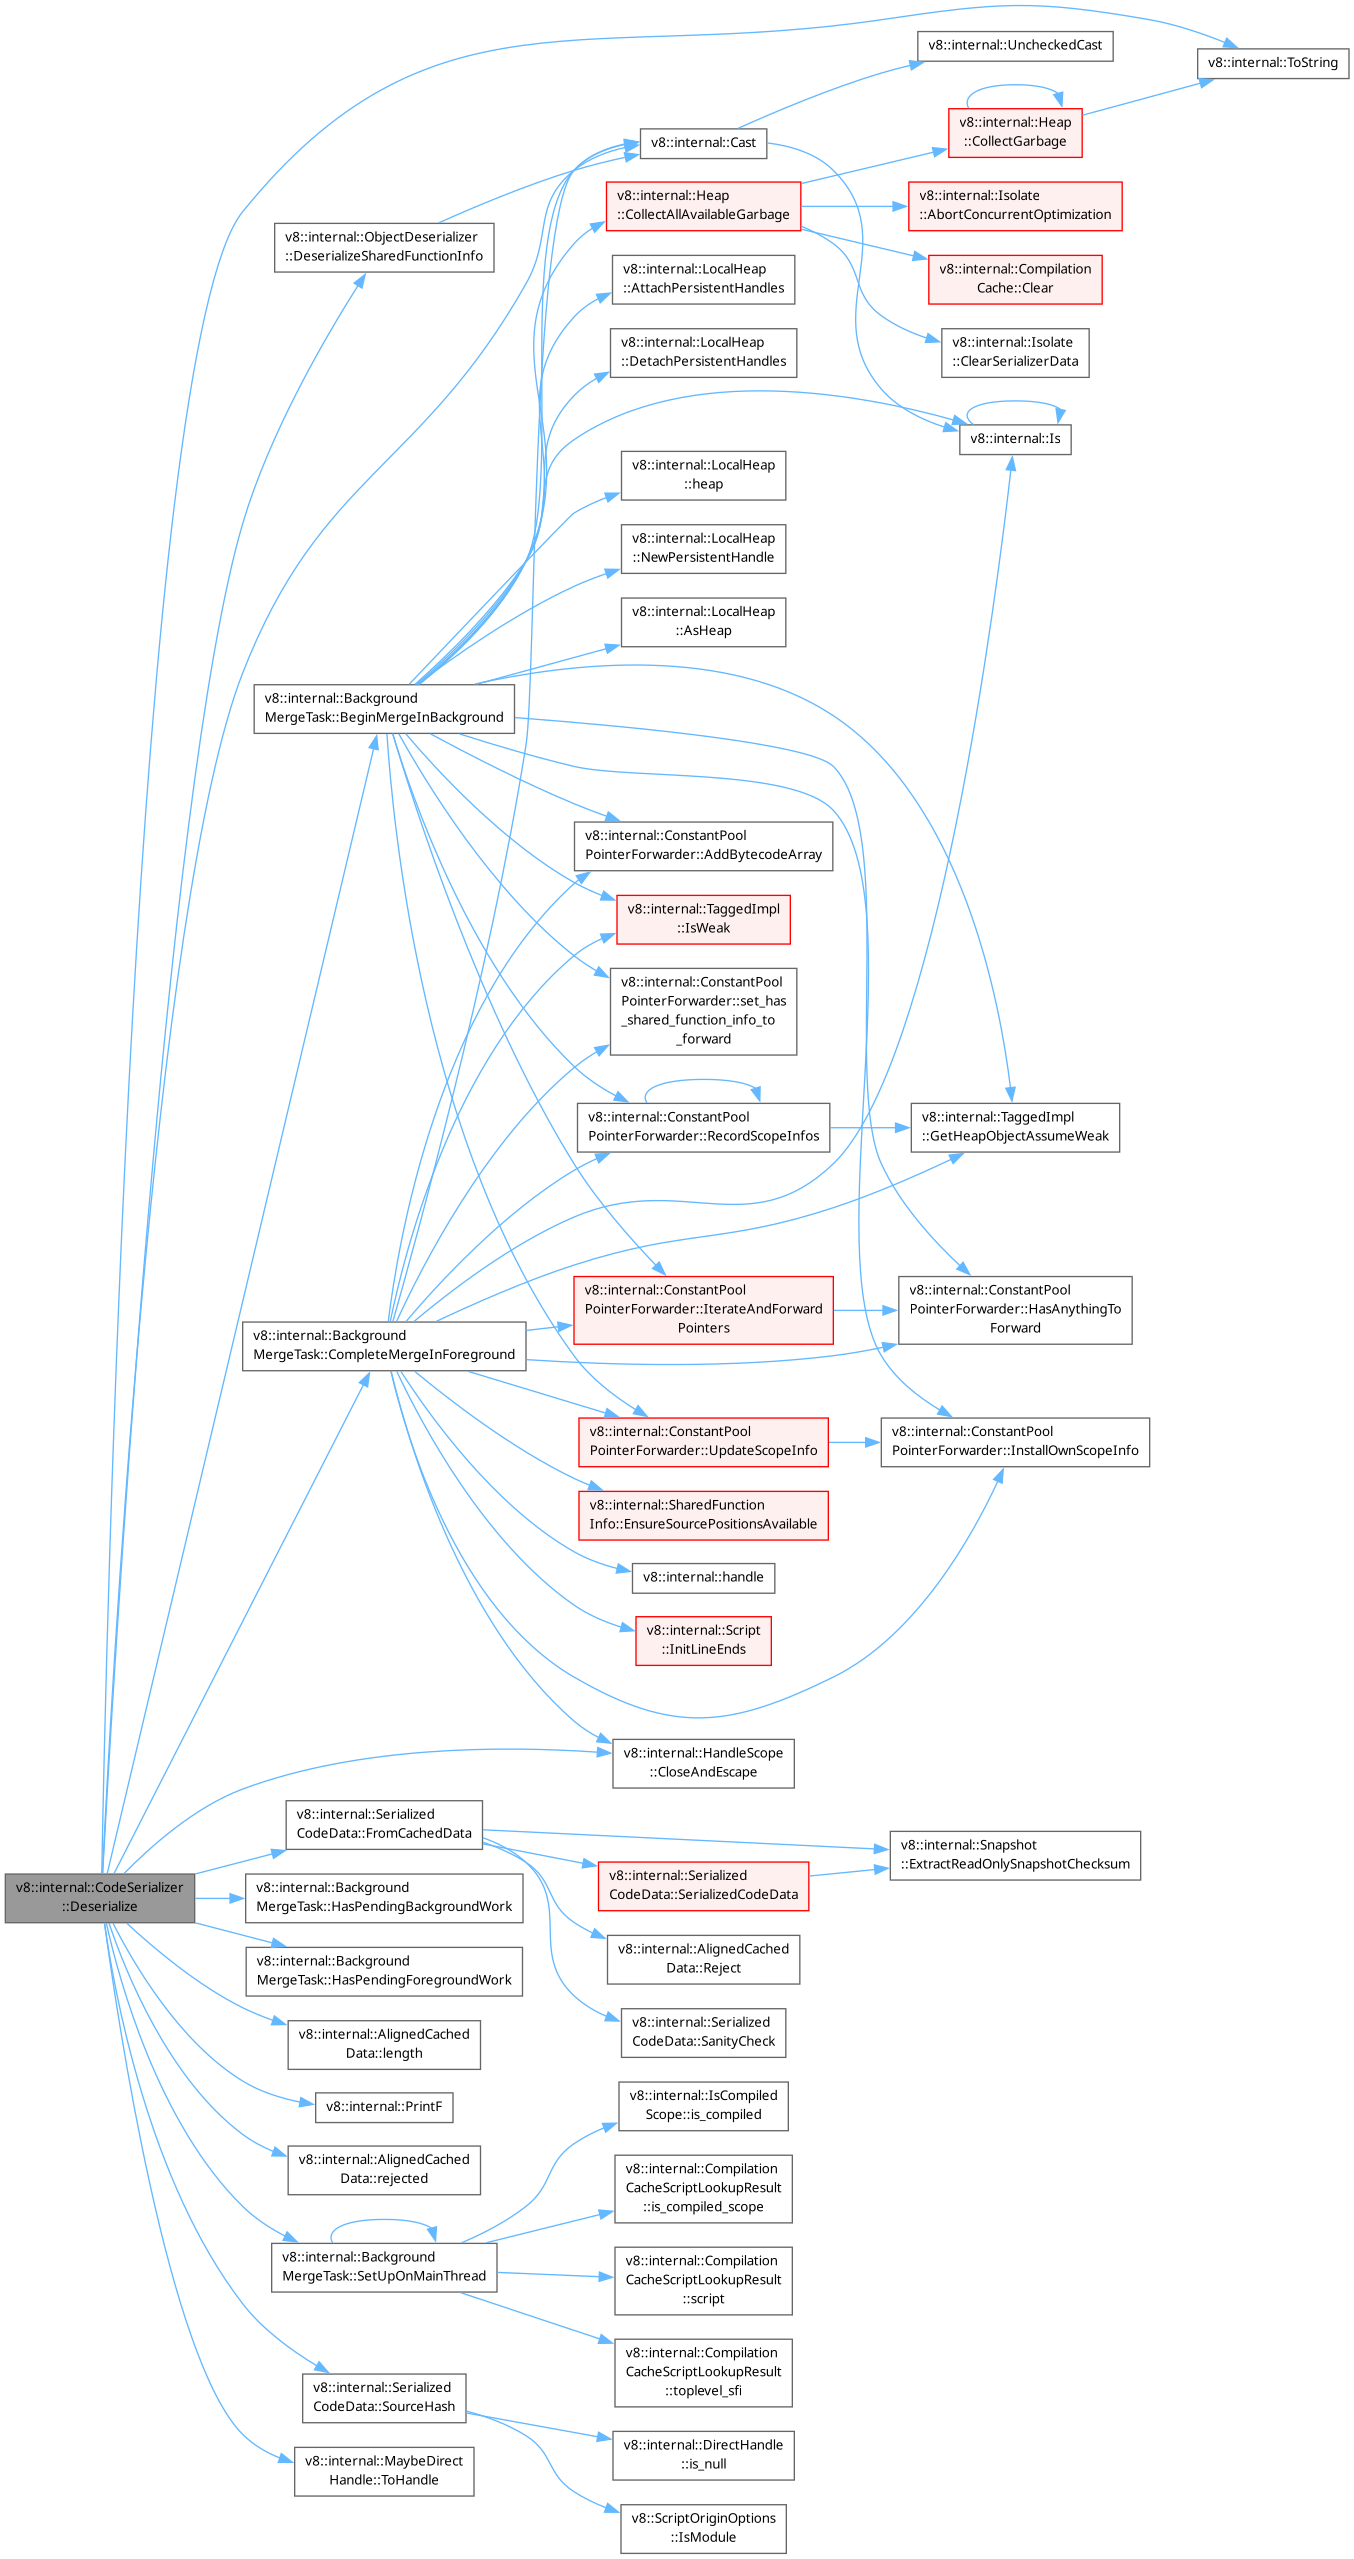 v8::internal::UncheckedCast
v8::internal::ToString
v8::internal::Heap
::CollectGarbage
v8::internal::Cast
v8::internal::Heap
::CollectAllAvailableGarbage
v8::internal::Isolate
::AbortConcurrentOptimization
v8::internal::ObjectDeserializer
::DeserializeSharedFunctionInfo
v8::internal::LocalHeap
::AttachPersistentHandles
v8::internal::Compilation
Cache::Clear
v8::internal::LocalHeap
::DetachPersistentHandles
v8::internal::Isolate
::ClearSerializerData
v8::internal::Is
v8::internal::LocalHeap
::heap
v8::internal::LocalHeap
::NewPersistentHandle
v8::internal::LocalHeap
::AsHeap
v8::internal::Background
MergeTask::BeginMergeInBackground
v8::internal::ConstantPool
PointerForwarder::AddBytecodeArray
v8::internal::TaggedImpl
::IsWeak
v8::internal::ConstantPool
PointerForwarder::set_has
_shared_function_info_to
_forward
v8::internal::ConstantPool
PointerForwarder::RecordScopeInfos
v8::internal::TaggedImpl
::GetHeapObjectAssumeWeak
v8::internal::ConstantPool
PointerForwarder::IterateAndForward
Pointers
v8::internal::ConstantPool
PointerForwarder::HasAnythingTo
Forward
v8::internal::Background
MergeTask::CompleteMergeInForeground
v8::internal::ConstantPool
PointerForwarder::UpdateScopeInfo
v8::internal::ConstantPool
PointerForwarder::InstallOwnScopeInfo
v8::internal::SharedFunction
Info::EnsureSourcePositionsAvailable
v8::internal::handle
v8::internal::Script
::InitLineEnds
v8::internal::HandleScope
::CloseAndEscape
v8::internal::Serialized
CodeData::FromCachedData
v8::internal::Snapshot
::ExtractReadOnlySnapshotChecksum
v8::internal::CodeSerializer
::Deserialize
v8::internal::Background
MergeTask::HasPendingBackgroundWork
v8::internal::Serialized
CodeData::SerializedCodeData
v8::internal::Background
MergeTask::HasPendingForegroundWork
v8::internal::AlignedCached
Data::Reject
v8::internal::AlignedCached
Data::length
v8::internal::Serialized
CodeData::SanityCheck
v8::internal::PrintF
v8::internal::IsCompiled
Scope::is_compiled
v8::internal::AlignedCached
Data::rejected
v8::internal::Compilation
CacheScriptLookupResult
::is_compiled_scope
v8::internal::Background
MergeTask::SetUpOnMainThread
v8::internal::Compilation
CacheScriptLookupResult
::script
v8::internal::Compilation
CacheScriptLookupResult
::toplevel_sfi
v8::internal::Serialized
CodeData::SourceHash
v8::internal::DirectHandle
::is_null
v8::internal::MaybeDirect
Handle::ToHandle
v8::ScriptOriginOptions
::IsModule